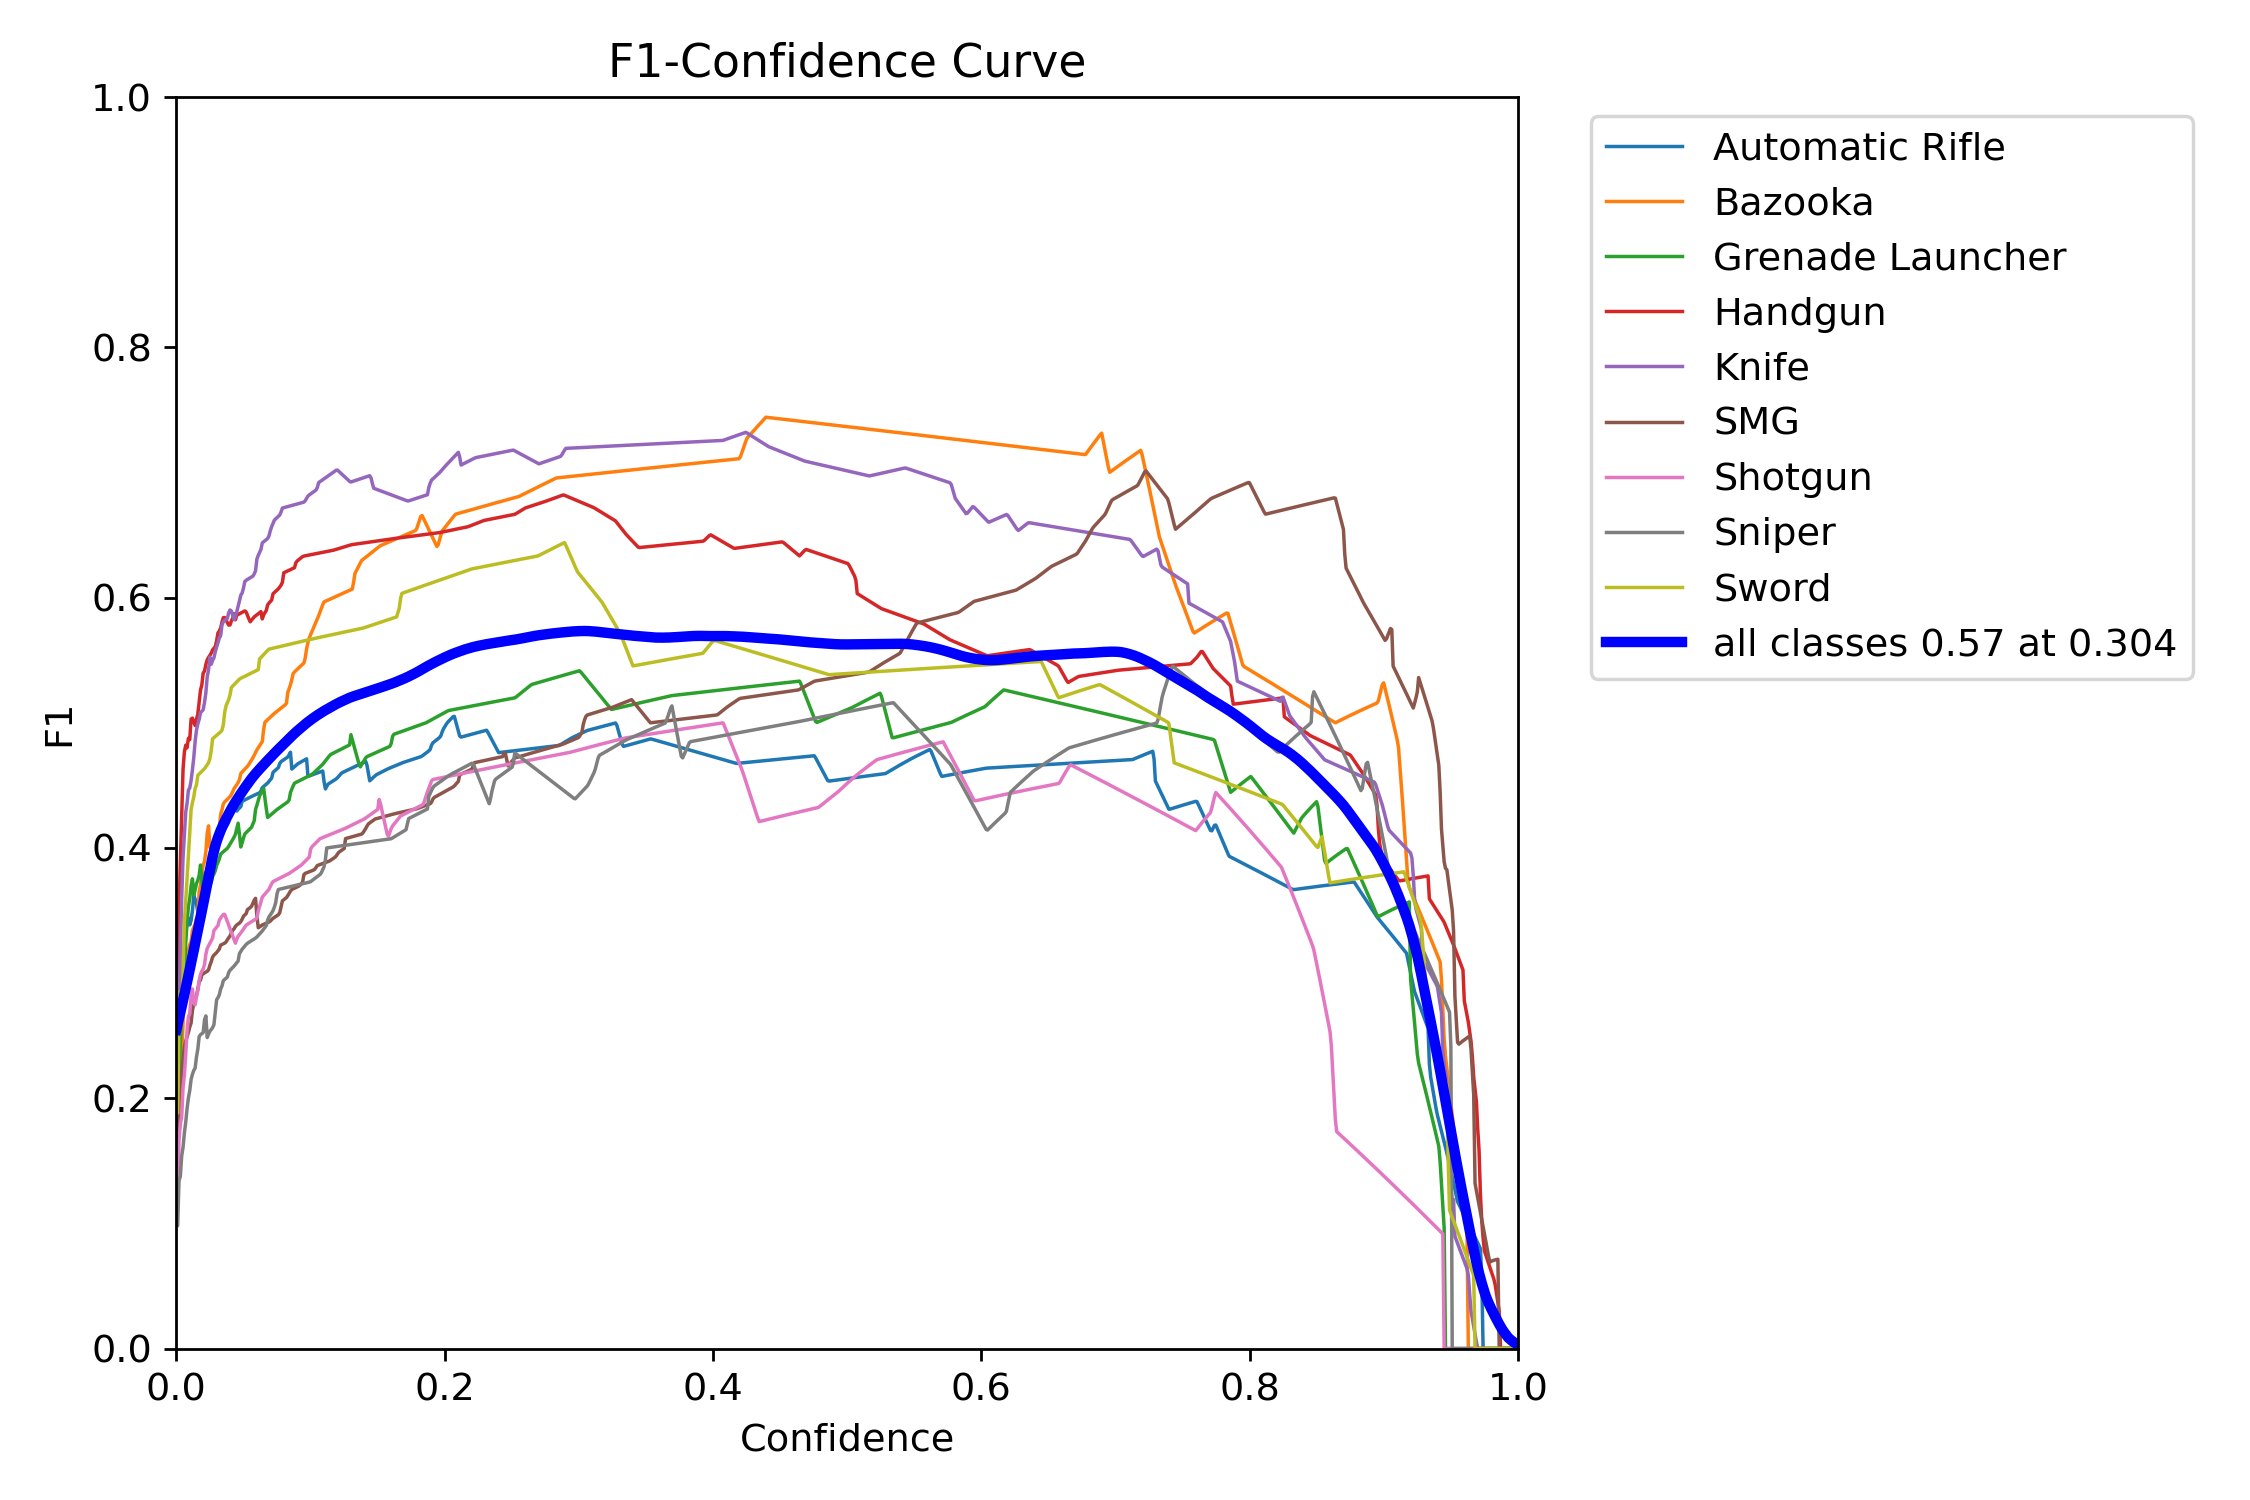 F1-Confidence Curve
1.0
0.8
0.6
0.4
0.2
0.0
F1
0.0 0.2 0.4 0.6 0.8 1.0
Confidence
Automatic Rifle
Bazooka
Grenade Launcher
Handgun
Knife
SMG
Shotgun
Sniper
Sword
all classes 0.57 at 0.304